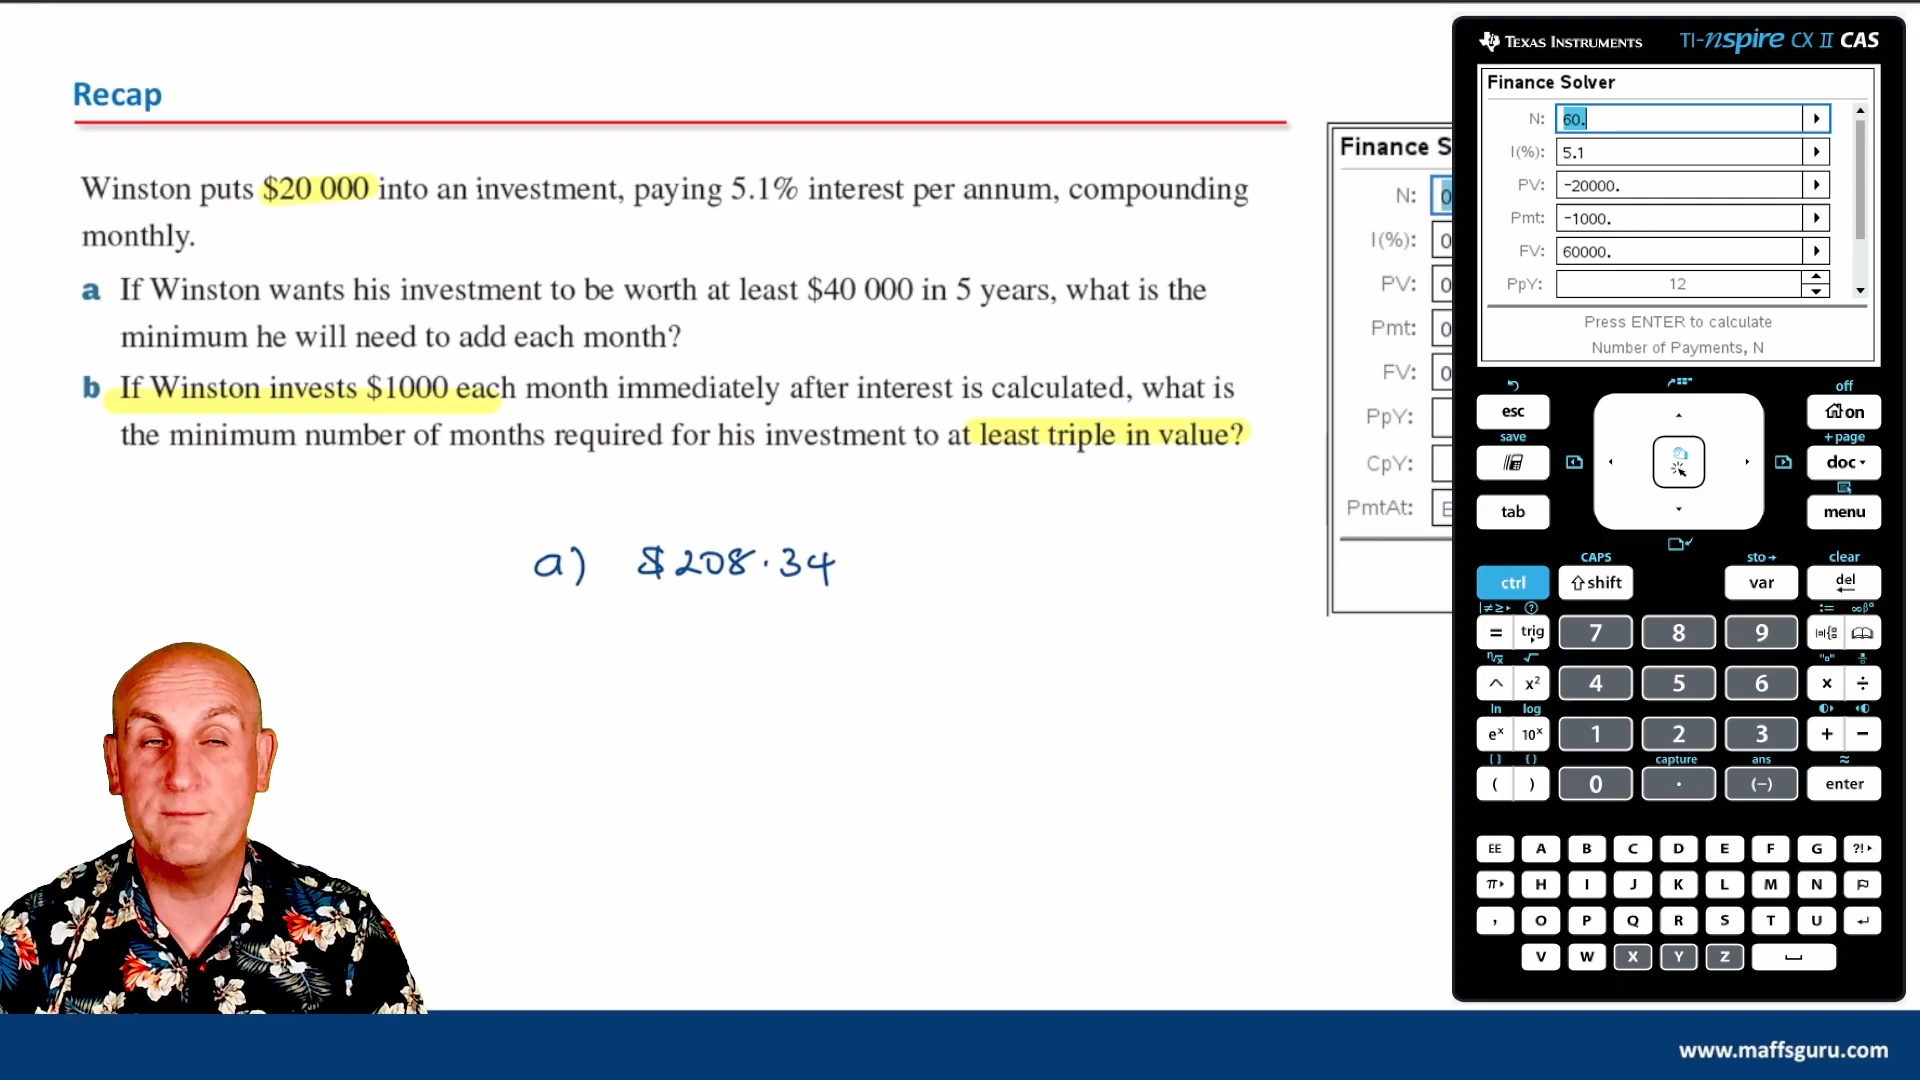 Recap
Winston puts $20 000 into an investment, paying 5.1% interest per annum, compounding
monthly.
a If Winston wants his investment to be worth at least $40 000 in 5 years, what is the
minimum he will need to add each month?
b If Winston invests $1000 each month immediately after interest is calculated, what is
the minimum number of months required for his investment to at least triple in value?
a) $208.34
Finance S
N: 0
I(%): 0
PV: 0
Pmt: 0
FV: 0
PpY:
CpY:
PmtAt: E
TEXAS INSTRUMENTS TI-nspire CX II CAS
Finance Solver
N: 60.
I(%): 5.1
PV: -20000.
Pmt: -1000.
FV: 60000.
PpY: 12
Press ENTER to calculate
Number of Payments, N
off
esc on
save + page
doc
tab menu
CAPS sto→ clear
ctrl shift var del
|≠≥▸ ? := ∞β°
= trig 7 8 9
^ x² 4 5 6 × ÷
ln log
eˣ 10ˣ 1 2 3 + −
[ ] { } capture ans ≈
( ) 0 . (−) enter
EE A B C D E F G ?!▸
π▸ H I J K L M N
, O P Q R S T U ↵
V W X Y Z
www.maffsguru.com